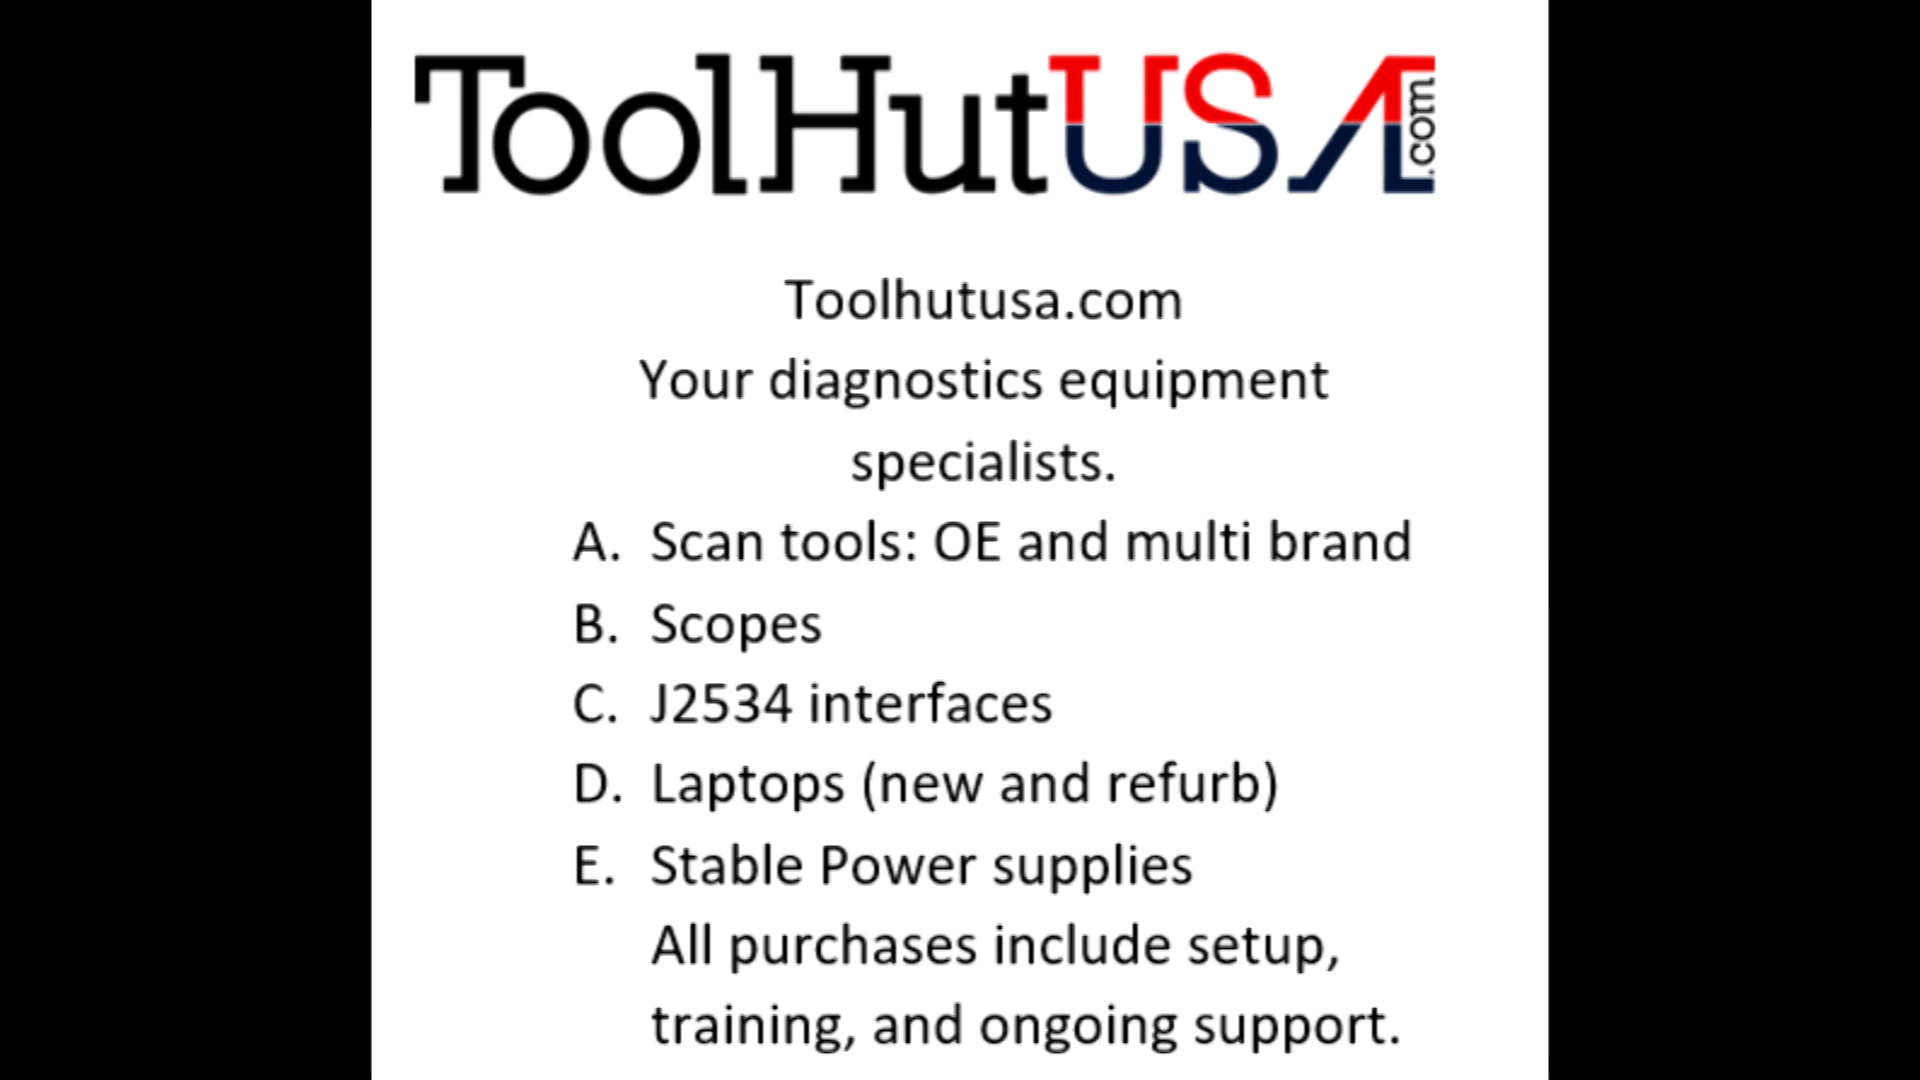 ToolHutUSA.com
Toolhutusa.com
Your diagnostics equipment
specialists.
A. Scan tools: OE and multi brand
B. Scopes
C. J2534 interfaces
D. Laptops (new and refurb)
E. Stable Power supplies
All purchases include setup,
training, and ongoing support.